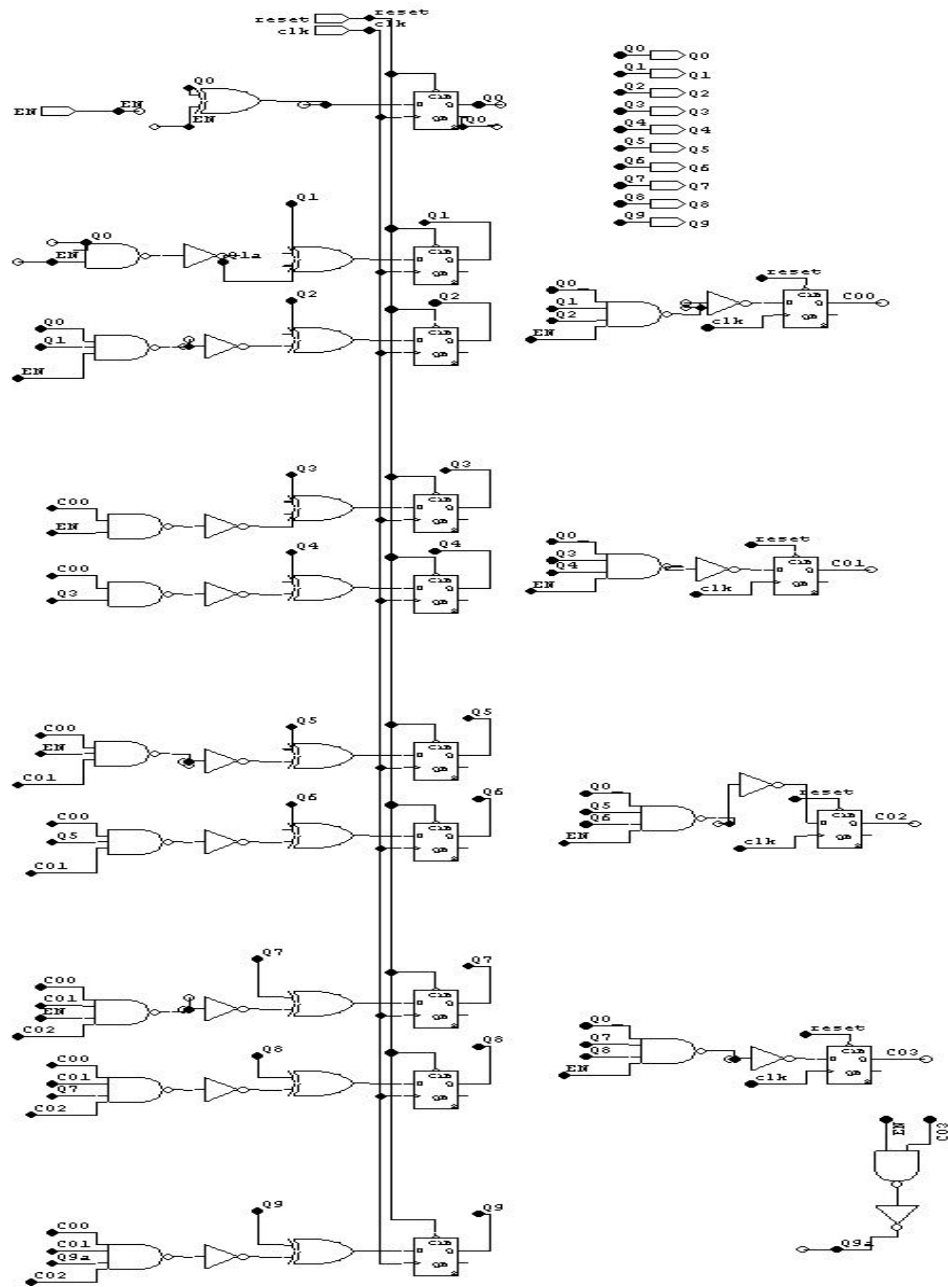 reset reset
clk clk
Q0 Q0
Q1 Q1
Q2 Q2
Q3 Q3
Q4 Q4
Q5 Q5
Q6 Q6
Q7 Q7
Q8 Q8
Q9 Q9
EN EN
Q0
EN
D Q
Q0
Q0
Q0
EN
Q1a
Q1
D Q
Q1
Q0
Q1
EN
Q2
D Q
Q2
Q0
Q1
Q2
EN
reset
clk
D Q
C00
C00
EN
Q3
D Q
Q3
C00
Q3
Q4
D Q
Q4
Q0
Q3
Q4
EN
reset
clk
D Q
C01
C00
EN
C01
Q5
D Q
Q5
C00
Q5
C01
Q6
D Q
Q6
Q0
Q5
Q6
EN
reset
clk
D Q
C02
C00
C01
EN
C02
Q7
D Q
Q7
C00
C01
Q7
C02
Q8
D Q
Q8
Q0
Q7
Q8
EN
reset
clk
D Q
C03
EN
C03
Q9a
C00
C01
Q9a
C02
Q9
D Q
Q9